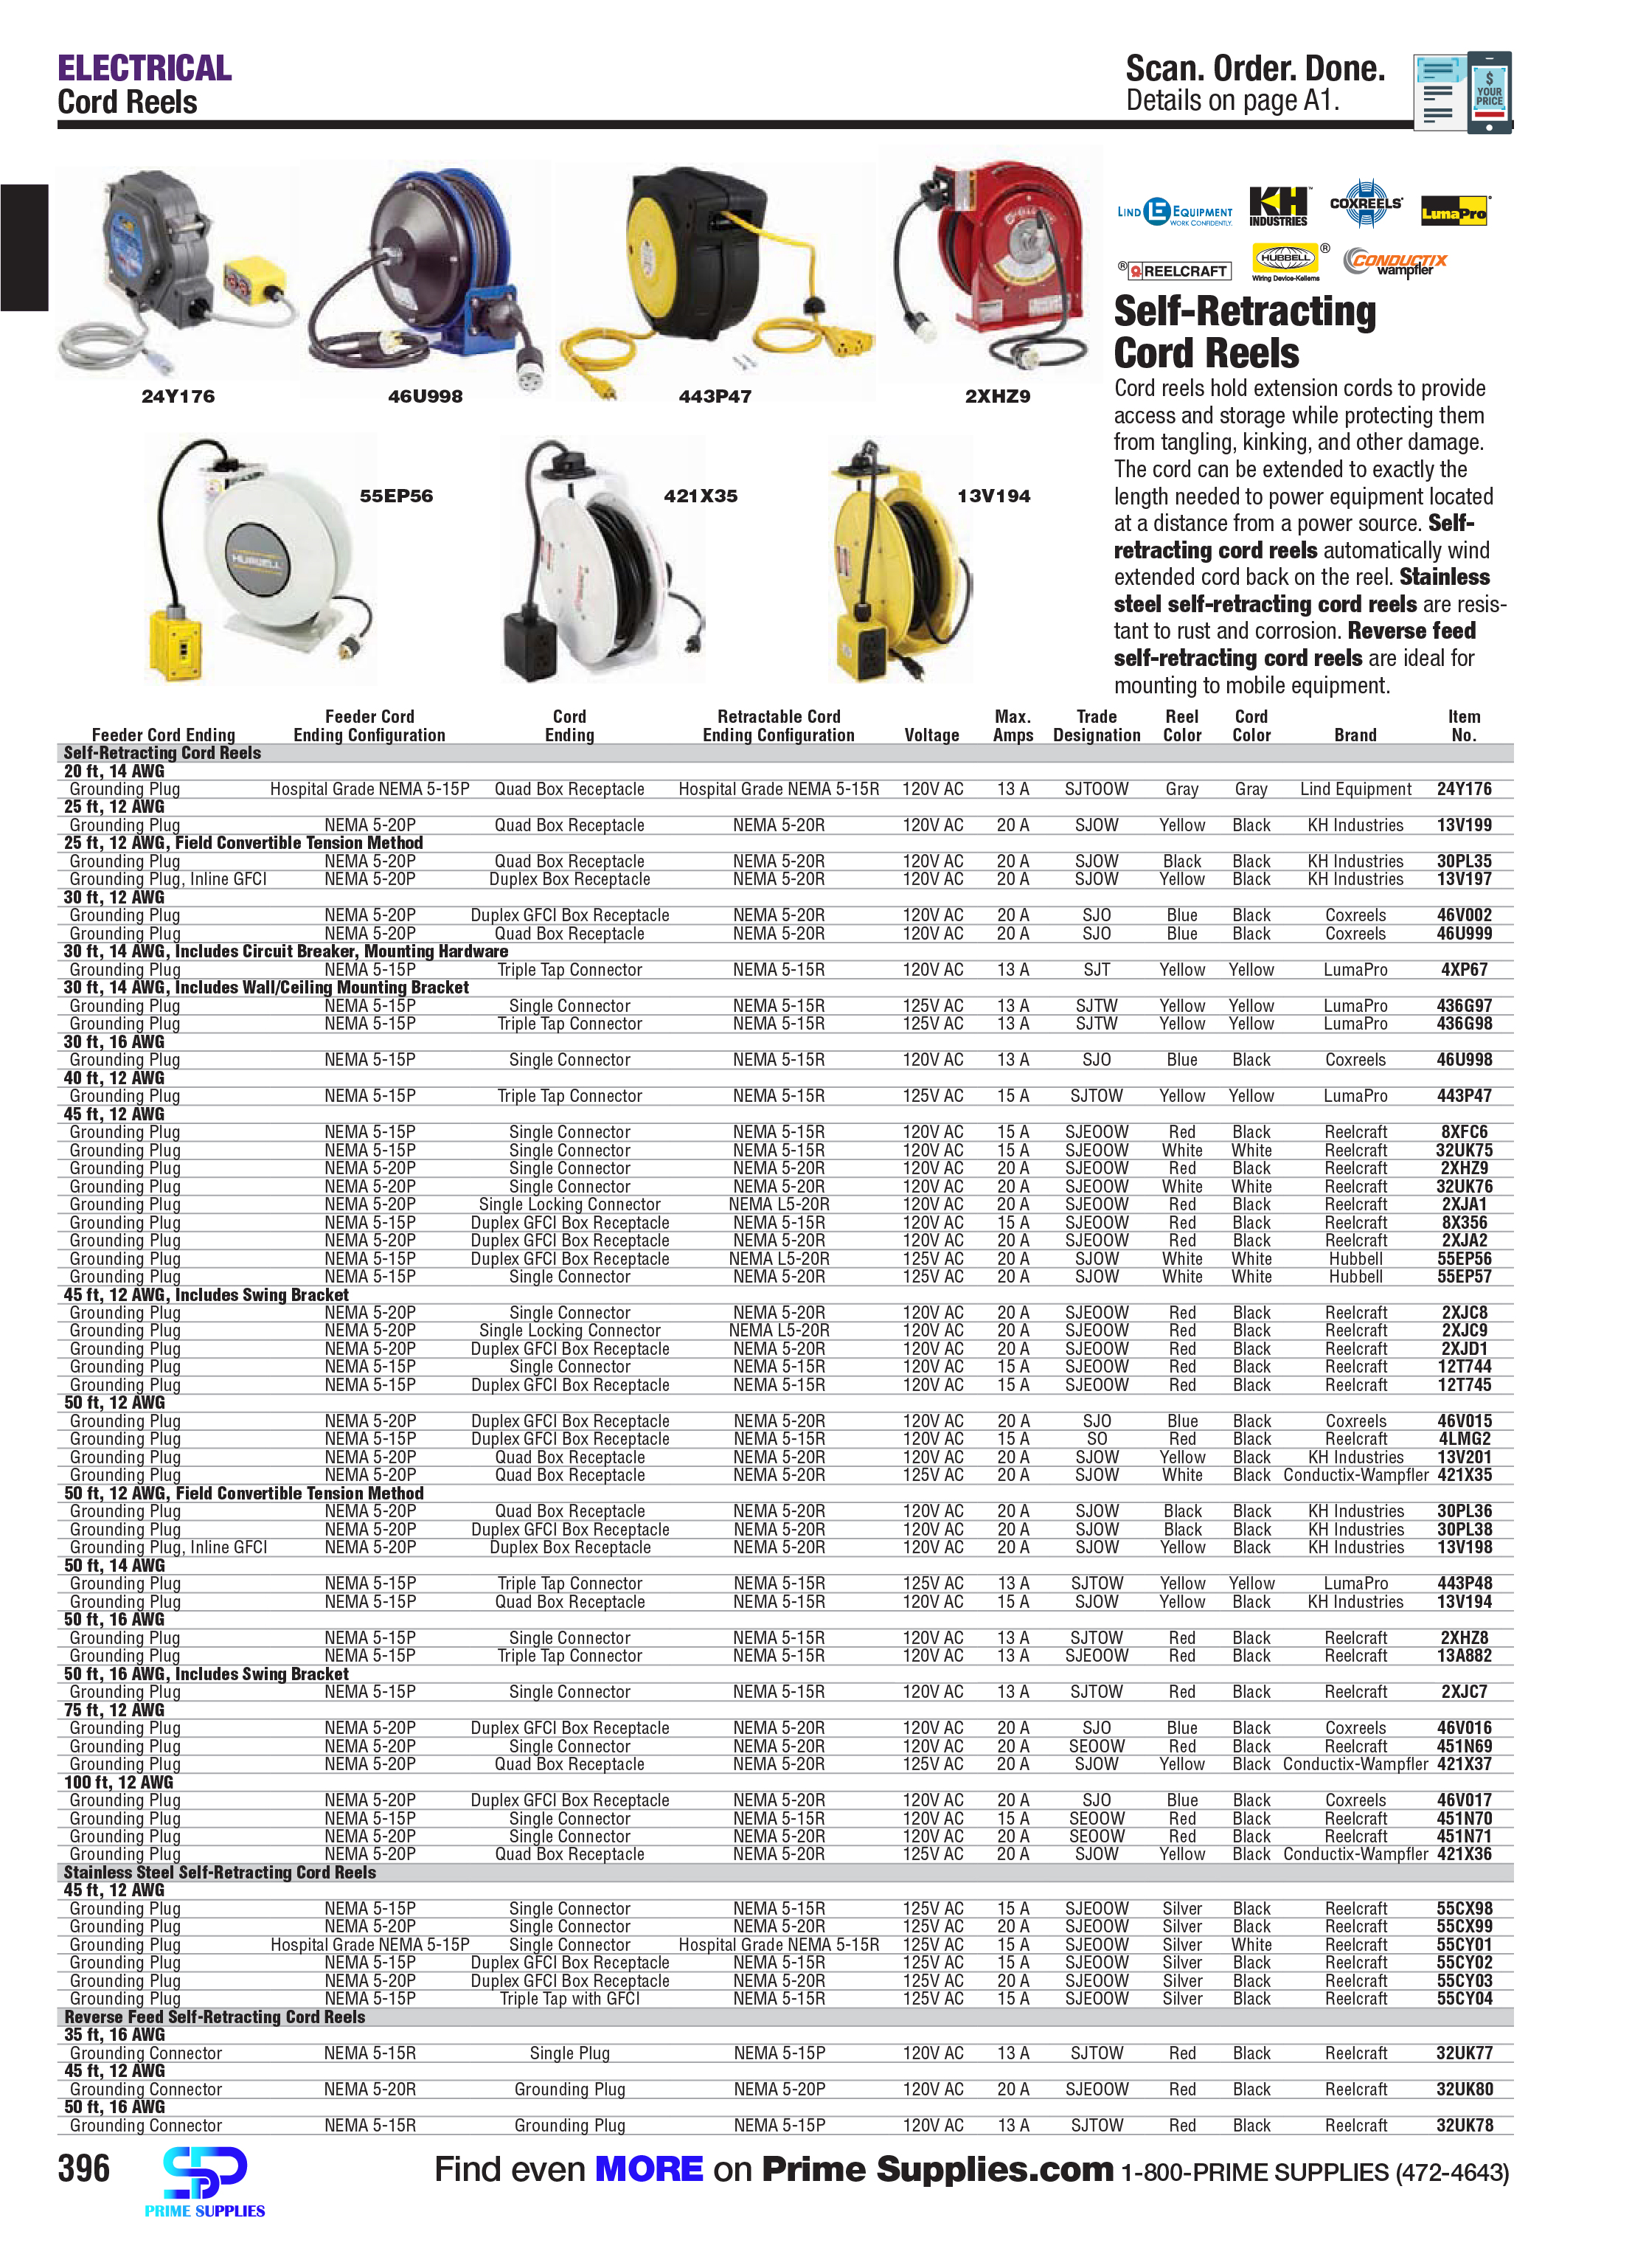 ELECTRICAL
Cord Reels
Scan. Order. Done.
Details on page A1.
$
YOUR
PRICE
24Y176
46U998
443P47
2XHZ9
55EP56
421X35
13V194
HUBBELL
LIND E EQUIPMENT
WORK CONFIDENTLY.
KH™
INDUSTRIES
COXREELS®
LumaPro®
® REELCRAFT
HUBBELL®
Wiring Device-Kellems
CONDUCTIX
wampfler
Self-Retracting
Cord Reels
Cord reels hold extension cords to provide
access and storage while protecting them
from tangling, kinking, and other damage.
The cord can be extended to exactly the
length needed to power equipment located
at a distance from a power source. Self-
retracting cord reels automatically wind
extended cord back on the reel. Stainless
steel self-retracting cord reels are resis-
tant to rust and corrosion. Reverse feed
self-retracting cord reels are ideal for
mounting to mobile equipment.
Feeder Cord Cord Retractable Cord Max. Trade Reel Cord Item
Feeder Cord Ending Ending Configuration Ending Ending Configuration Voltage Amps Designation Color Color Brand No.
Self-Retracting Cord Reels
20 ft, 14 AWG
Grounding Plug Hospital Grade NEMA 5-15P Quad Box Receptacle Hospital Grade NEMA 5-15R 120V AC 13 A SJTOOW Gray Gray Lind Equipment 24Y176
25 ft, 12 AWG
Grounding Plug NEMA 5-20P Quad Box Receptacle NEMA 5-20R 120V AC 20 A SJOW Yellow Black KH Industries 13V199
25 ft, 12 AWG, Field Convertible Tension Method
Grounding Plug NEMA 5-20P Quad Box Receptacle NEMA 5-20R 120V AC 20 A SJOW Black Black KH Industries 30PL35
Grounding Plug, Inline GFCI NEMA 5-20P Duplex Box Receptacle NEMA 5-20R 120V AC 20 A SJOW Yellow Black KH Industries 13V197
30 ft, 12 AWG
Grounding Plug NEMA 5-20P Duplex GFCI Box Receptacle NEMA 5-20R 120V AC 20 A SJO Blue Black Coxreels 46V002
Grounding Plug NEMA 5-20P Quad Box Receptacle NEMA 5-20R 120V AC 20 A SJO Blue Black Coxreels 46U999
30 ft, 14 AWG, Includes Circuit Breaker, Mounting Hardware
Grounding Plug NEMA 5-15P Triple Tap Connector NEMA 5-15R 120V AC 13 A SJT Yellow Yellow LumaPro 4XP67
30 ft, 14 AWG, Includes Wall/Ceiling Mounting Bracket
Grounding Plug NEMA 5-15P Single Connector NEMA 5-15R 125V AC 13 A SJTW Yellow Yellow LumaPro 436G97
Grounding Plug NEMA 5-15P Triple Tap Connector NEMA 5-15R 125V AC 13 A SJTW Yellow Yellow LumaPro 436G98
30 ft, 16 AWG
Grounding Plug NEMA 5-15P Single Connector NEMA 5-15R 120V AC 13 A SJO Blue Black Coxreels 46U998
40 ft, 12 AWG
Grounding Plug NEMA 5-15P Triple Tap Connector NEMA 5-15R 125V AC 15 A SJTOW Yellow Yellow LumaPro 443P47
45 ft, 12 AWG
Grounding Plug NEMA 5-15P Single Connector NEMA 5-15R 120V AC 15 A SJEOOW Red Black Reelcraft 8XFC6
Grounding Plug NEMA 5-15P Single Connector NEMA 5-15R 120V AC 15 A SJEOOW White White Reelcraft 32UK75
Grounding Plug NEMA 5-20P Single Connector NEMA 5-20R 120V AC 20 A SJEOOW Red Black Reelcraft 2XHZ9
Grounding Plug NEMA 5-20P Single Connector NEMA 5-20R 120V AC 20 A SJEOOW White White Reelcraft 32UK76
Grounding Plug NEMA 5-20P Single Locking Connector NEMA L5-20R 120V AC 20 A SJEOOW Red Black Reelcraft 2XJA1
Grounding Plug NEMA 5-15P Duplex GFCI Box Receptacle NEMA 5-15R 120V AC 15 A SJEOOW Red Black Reelcraft 8X356
Grounding Plug NEMA 5-20P Duplex GFCI Box Receptacle NEMA 5-20R 120V AC 20 A SJEOOW Red Black Reelcraft 2XJA2
Grounding Plug NEMA 5-15P Duplex GFCI Box Receptacle NEMA L5-20R 125V AC 20 A SJOW White White Hubbell 55EP56
Grounding Plug NEMA 5-15P Single Connector NEMA 5-20R 125V AC 20 A SJOW White White Hubbell 55EP57
45 ft, 12 AWG, Includes Swing Bracket
Grounding Plug NEMA 5-20P Single Connector NEMA 5-20R 120V AC 20 A SJEOOW Red Black Reelcraft 2XJC8
Grounding Plug NEMA 5-20P Single Locking Connector NEMA L5-20R 120V AC 20 A SJEOOW Red Black Reelcraft 2XJC9
Grounding Plug NEMA 5-20P Duplex GFCI Box Receptacle NEMA 5-20R 120V AC 20 A SJEOOW Red Black Reelcraft 2XJD1
Grounding Plug NEMA 5-15P Single Connector NEMA 5-15R 120V AC 15 A SJEOOW Red Black Reelcraft 12T744
Grounding Plug NEMA 5-15P Duplex GFCI Box Receptacle NEMA 5-15R 120V AC 15 A SJEOOW Red Black Reelcraft 12T745
50 ft, 12 AWG
Grounding Plug NEMA 5-20P Duplex GFCI Box Receptacle NEMA 5-20R 120V AC 20 A SJO Blue Black Coxreels 46V015
Grounding Plug NEMA 5-15P Duplex GFCI Box Receptacle NEMA 5-15R 120V AC 15 A SO Red Black Reelcraft 4LMG2
Grounding Plug NEMA 5-20P Quad Box Receptacle NEMA 5-20R 120V AC 20 A SJOW Yellow Black KH Industries 13V201
Grounding Plug NEMA 5-20P Quad Box Receptacle NEMA 5-20R 125V AC 20 A SJOW White Black Conductix-Wampfler 421X35
50 ft, 12 AWG, Field Convertible Tension Method
Grounding Plug NEMA 5-20P Quad Box Receptacle NEMA 5-20R 120V AC 20 A SJOW Black Black KH Industries 30PL36
Grounding Plug NEMA 5-20P Duplex GFCI Box Receptacle NEMA 5-20R 120V AC 20 A SJOW Black Black KH Industries 30PL38
Grounding Plug, Inline GFCI NEMA 5-20P Duplex Box Receptacle NEMA 5-20R 120V AC 20 A SJOW Yellow Black KH Industries 13V198
50 ft, 14 AWG
Grounding Plug NEMA 5-15P Triple Tap Connector NEMA 5-15R 125V AC 13 A SJTOW Yellow Yellow LumaPro 443P48
Grounding Plug NEMA 5-15P Quad Box Receptacle NEMA 5-15R 120V AC 15 A SJOW Yellow Black KH Industries 13V194
50 ft, 16 AWG
Grounding Plug NEMA 5-15P Single Connector NEMA 5-15R 120V AC 13 A SJTOW Red Black Reelcraft 2XHZ8
Grounding Plug NEMA 5-15P Triple Tap Connector NEMA 5-15R 120V AC 13 A SJEOOW Red Black Reelcraft 13A882
50 ft, 16 AWG, Includes Swing Bracket
Grounding Plug NEMA 5-15P Single Connector NEMA 5-15R 120V AC 13 A SJTOW Red Black Reelcraft 2XJC7
75 ft, 12 AWG
Grounding Plug NEMA 5-20P Duplex GFCI Box Receptacle NEMA 5-20R 120V AC 20 A SJO Blue Black Coxreels 46V016
Grounding Plug NEMA 5-20P Single Connector NEMA 5-20R 120V AC 20 A SEOOW Red Black Reelcraft 451N69
Grounding Plug NEMA 5-20P Quad Box Receptacle NEMA 5-20R 125V AC 20 A SJOW Yellow Black Conductix-Wampfler 421X37
100 ft, 12 AWG
Grounding Plug NEMA 5-20P Duplex GFCI Box Receptacle NEMA 5-20R 120V AC 20 A SJO Blue Black Coxreels 46V017
Grounding Plug NEMA 5-15P Single Connector NEMA 5-15R 120V AC 15 A SEOOW Red Black Reelcraft 451N70
Grounding Plug NEMA 5-20P Single Connector NEMA 5-20R 120V AC 20 A SEOOW Red Black Reelcraft 451N71
Grounding Plug NEMA 5-20P Quad Box Receptacle NEMA 5-20R 125V AC 20 A SJOW Yellow Black Conductix-Wampfler 421X36
Stainless Steel Self-Retracting Cord Reels
45 ft, 12 AWG
Grounding Plug NEMA 5-15P Single Connector NEMA 5-15R 125V AC 15 A SJEOOW Silver Black Reelcraft 55CX98
Grounding Plug NEMA 5-20P Single Connector NEMA 5-20R 125V AC 20 A SJEOOW Silver Black Reelcraft 55CX99
Grounding Plug Hospital Grade NEMA 5-15P Single Connector Hospital Grade NEMA 5-15R 125V AC 15 A SJEOOW Silver White Reelcraft 55CY01
Grounding Plug NEMA 5-15P Duplex GFCI Box Receptacle NEMA 5-15R 125V AC 15 A SJEOOW Silver Black Reelcraft 55CY02
Grounding Plug NEMA 5-20P Duplex GFCI Box Receptacle NEMA 5-20R 125V AC 20 A SJEOOW Silver Black Reelcraft 55CY03
Grounding Plug NEMA 5-15P Triple Tap with GFCI NEMA 5-15R 125V AC 15 A SJEOOW Silver Black Reelcraft 55CY04
Reverse Feed Self-Retracting Cord Reels
35 ft, 16 AWG
Grounding Connector NEMA 5-15R Single Plug NEMA 5-15P 120V AC 13 A SJTOW Red Black Reelcraft 32UK77
45 ft, 12 AWG
Grounding Connector NEMA 5-20R Grounding Plug NEMA 5-20P 120V AC 20 A SJEOOW Red Black Reelcraft 32UK80
50 ft, 16 AWG
Grounding Connector NEMA 5-15R Grounding Plug NEMA 5-15P 120V AC 13 A SJTOW Red Black Reelcraft 32UK78
396
PRIME SUPPLIES
Find even MORE on Prime Supplies.com 1-800-PRIME SUPPLIES (472-4643)